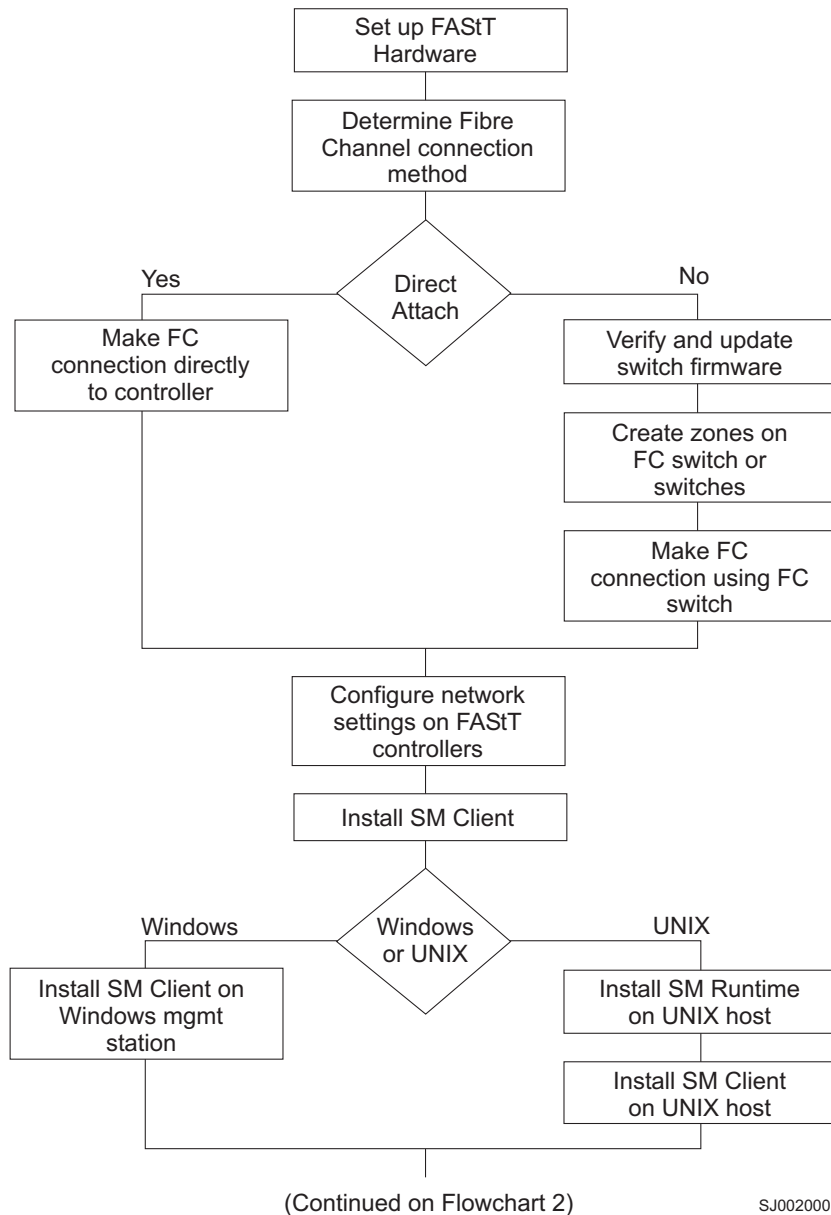 Set up FAStT
Hardware
Determine Fibre
Channel connection
method
Direct
Attach
Yes
No
Make FC
connection directly
to controller
Verify and update
switch firmware
Create zones on
FC switch or
switches
Make FC
connection using FC
switch
Configure network
settings on FAStT
controllers
Install SM Client
Windows
or UNIX
Windows
UNIX
Install SM Client on
Windows mgmt
station
Install SM Runtime
on UNIX host
Install SM Client
on UNIX host
(Continued on Flowchart 2)
SJ002000